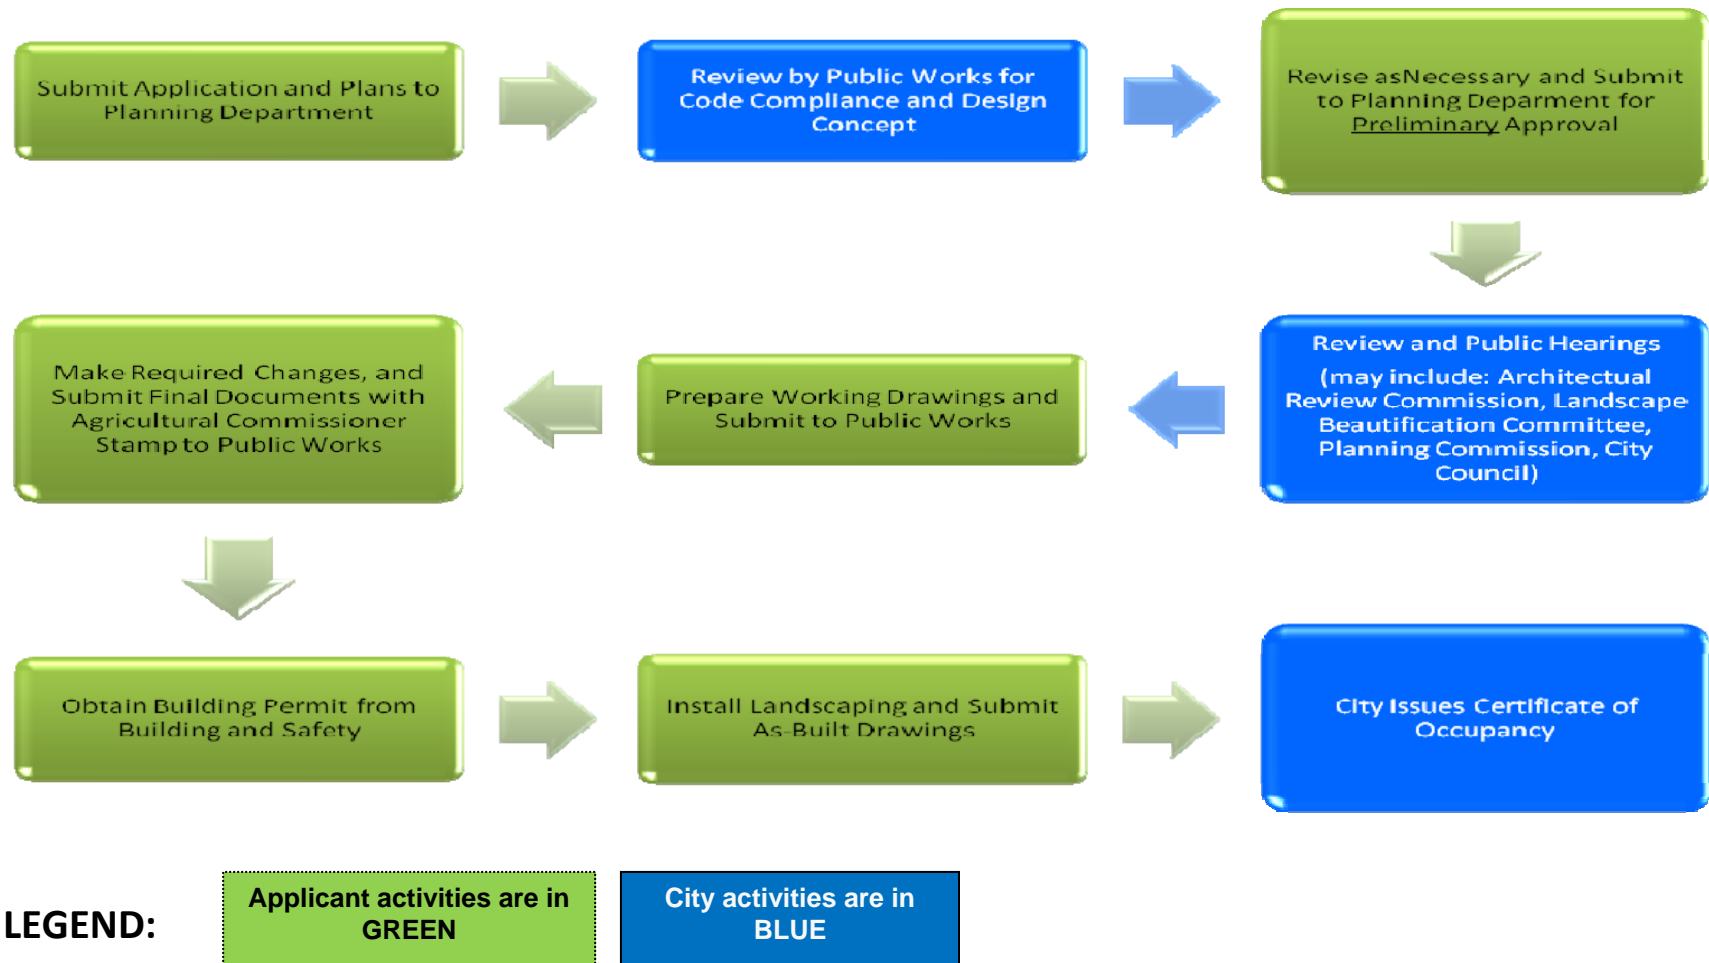 Submit Application and Plans to
Planning Department
Review by Public Works for
Code Compliance and Design
Concept
Revise asNecessary and Submit
to Planning Deparment for
Preliminary Approval
Review and Public Hearings
(may include: Architectual
Review Commission, Landscape
Beautification Committee,
Planning Commission, City
Council)
Prepare Working Drawings and
Submit to Public Works
Make Required Changes, and
Submit Final Documents with
Agricultural Commissioner
Stamp to Public Works
Obtain Building Permit from
Building and Safety
Install Landscaping and Submit
As-Built Drawings
City Issues Certificate of
Occupancy
LEGEND:
Applicant activities are in
GREEN
City activities are in
BLUE